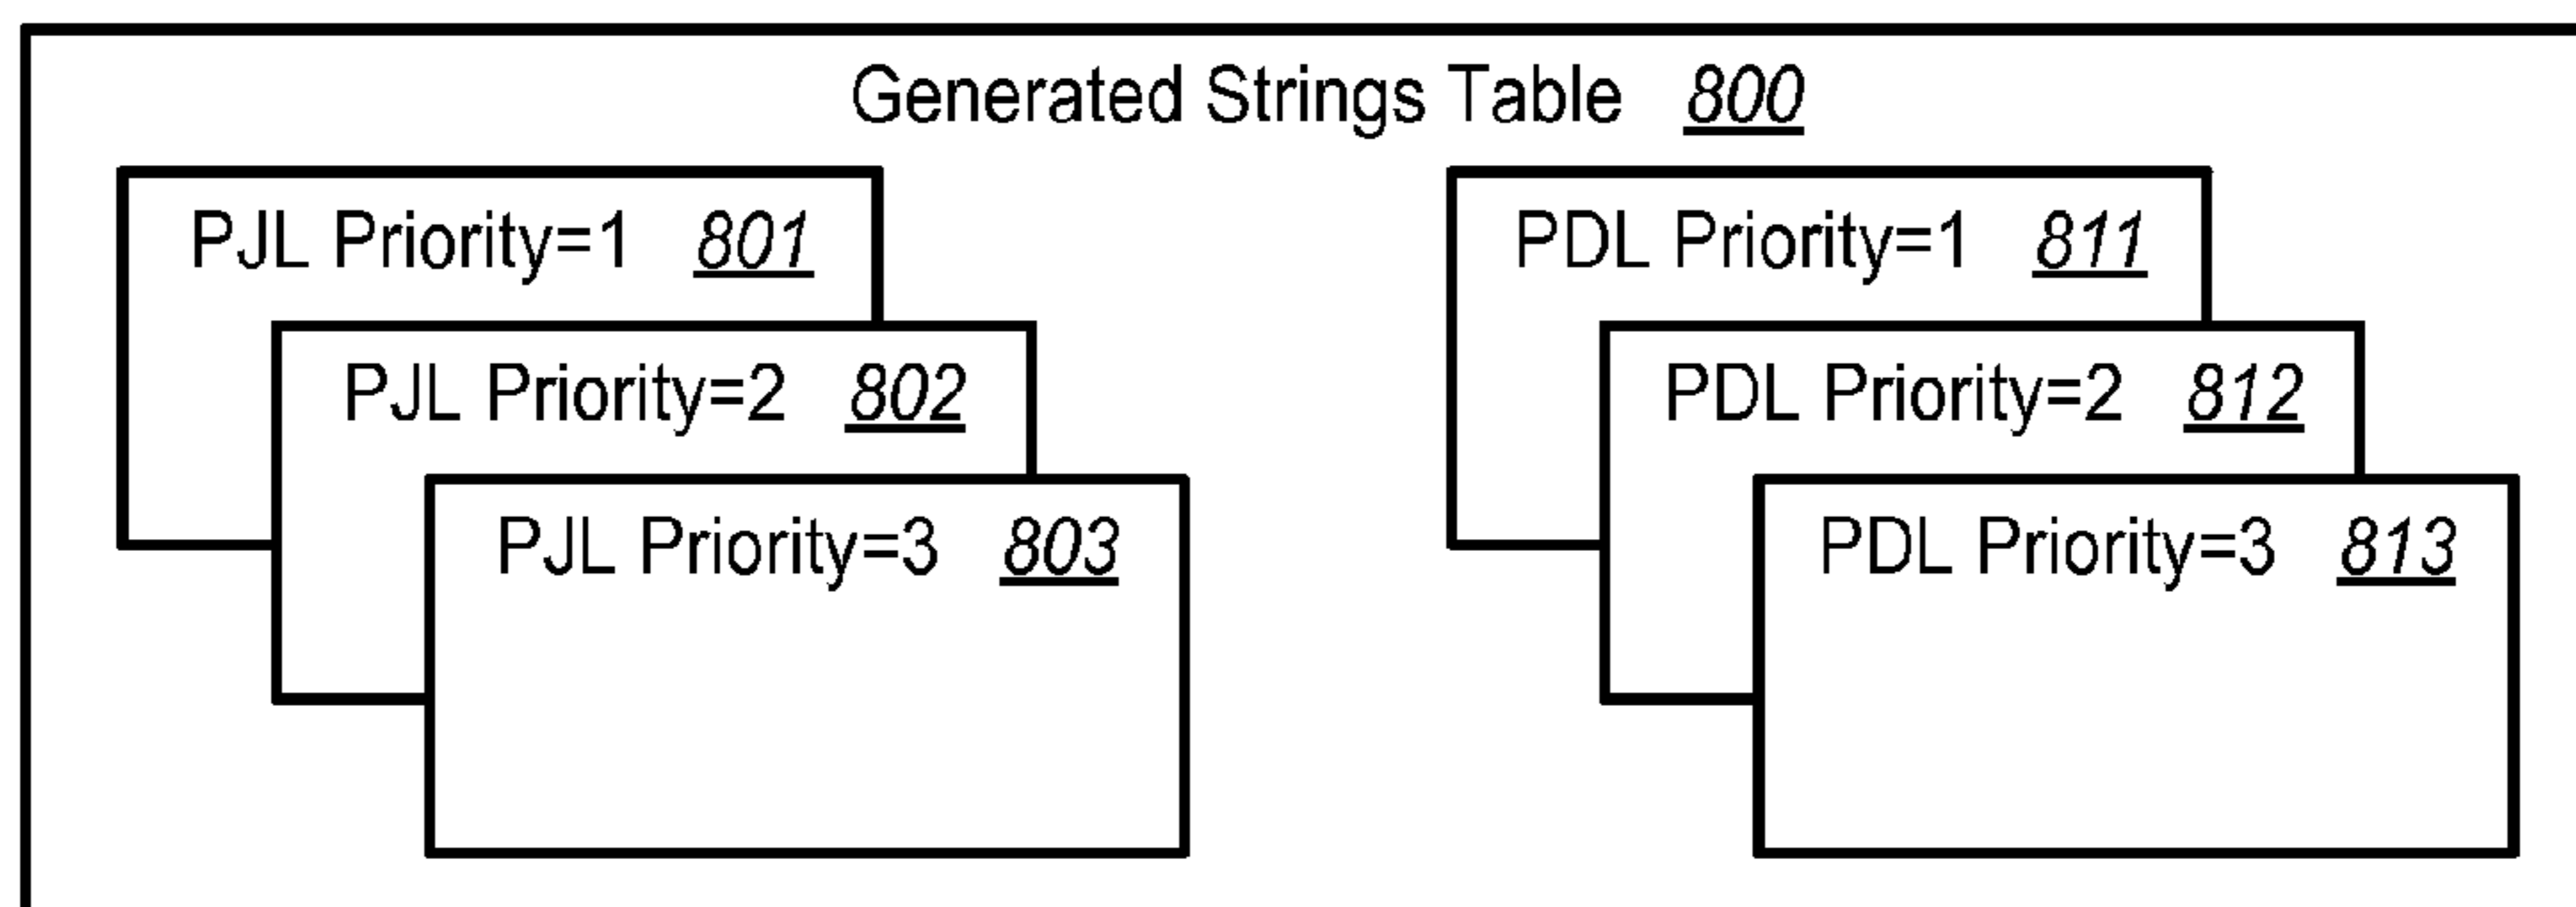 Generated Strings Table 800
PJL Priority=1 801
PJL Priority=2 802
PJL Priority=3 803
PDL Priority=1 811
PDL Priority=2 812
PDL Priority=3 813